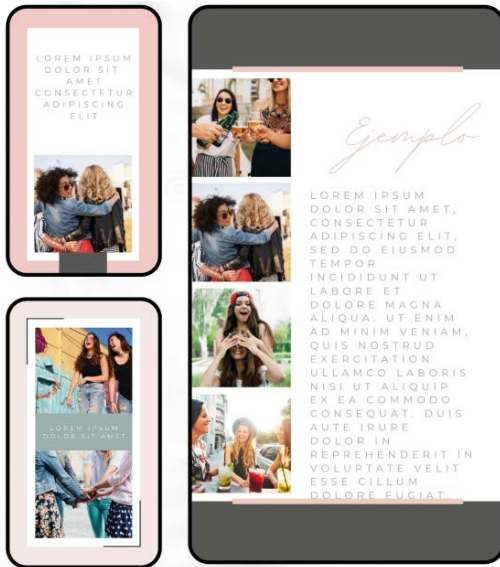 LOREM IPSUM
DOLOR SIT
AMET
CONSECTETUR
ADIPISCING
ELIT
LOREM IPSUM
DOLOR SIT AMET
Ejemplo
LOREM IPSUM
DOLOR SIT AMET,
CONSECTETUR
ADIPISCING ELIT,
SED DO EIUSMOD
TEMPOR
INCIDIDUNT UT
LABORE ET
DOLORE MAGNA
ALIQUA. UT ENIM
AD MINIM VENIAM,
QUIS NOSTRUD
EXERCITATION
ULLAMCO LABORIS
NISI UT ALIQUIP
EX EA COMMODO
CONSEQUAT. DUIS
AUTE IRURE
DOLOR IN
REPREHENDERIT IN
VOLUPTATE VELIT
ESSE CILLUM
DOLORE FUGIAT.